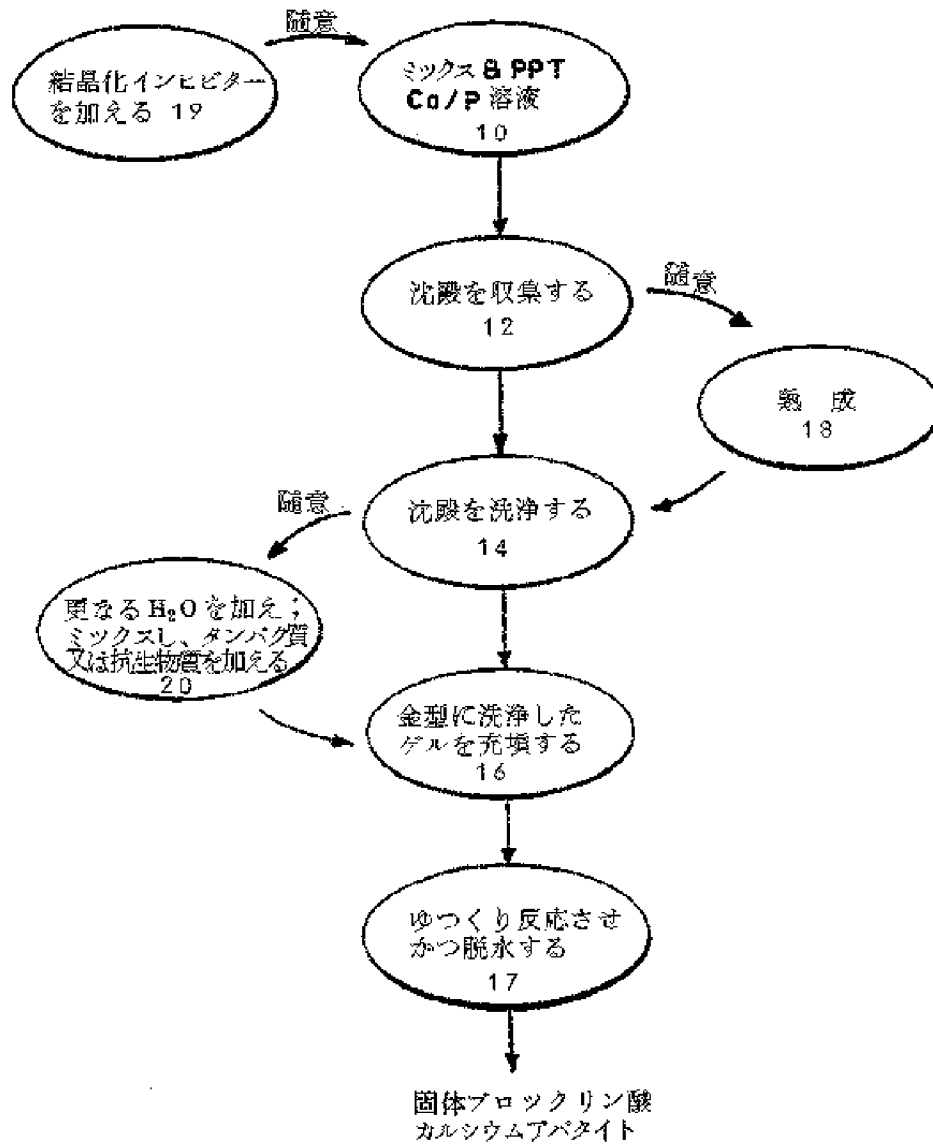 随意
結晶化インヒビター
を加える 19
ミックス & PPT
Ca/P 溶液
10
沈殿を収集する
12
随意
熟 成
18
沈殿を洗浄する
14
随意
更なるH₂Oを加え;
ミックスし、タンパク質
又は抗生物質を加える
20
金型に洗浄した
ゲルを充填する
16
ゆつくり反応させ
かつ脱水する
17
固体ブロックリン酸
カルシウムアパタイト